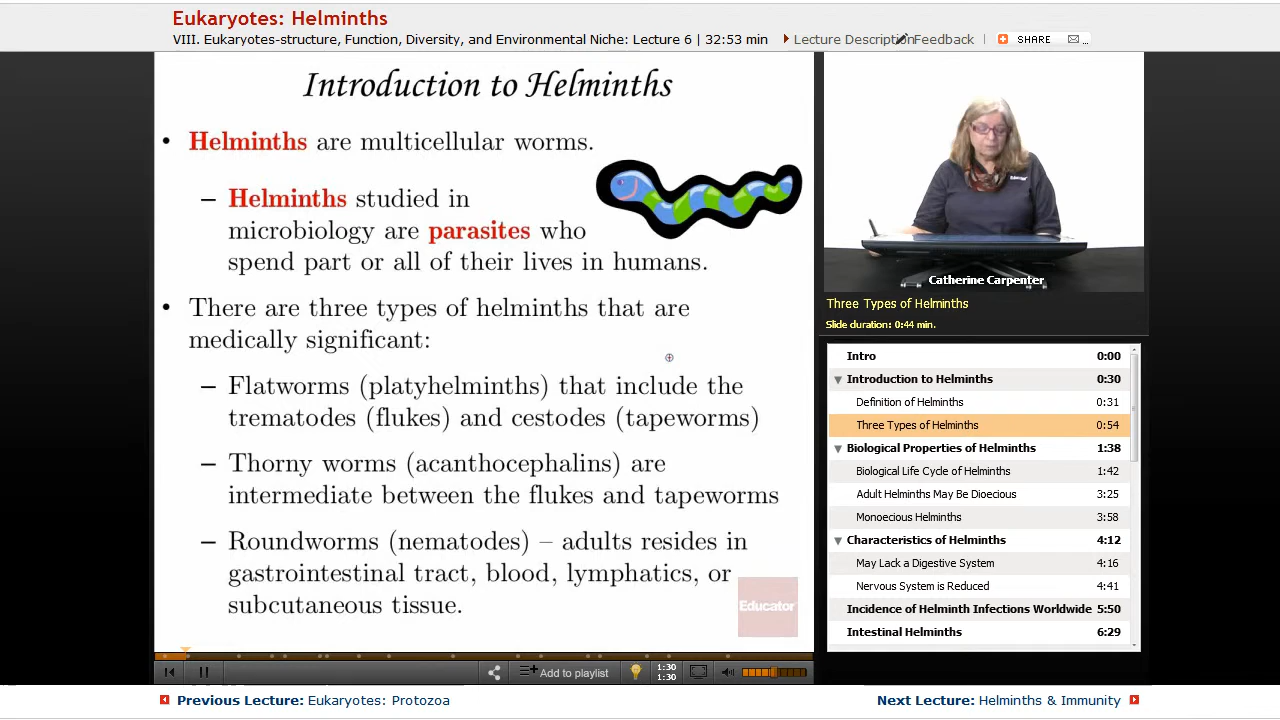 Eukaryotes: Helminths
VIII. Eukaryotes-structure, Function, Diversity, and Environmental Niche: Lecture 6 | 32:53 min
Lecture Description
Feedback
SHARE
...
Introduction to Helminths
• Helminths are multicellular worms.
– Helminths studied in
microbiology are parasites who
spend part or all of their lives in humans.
• There are three types of helminths that are
medically significant:
– Flatworms (platyhelminths) that include the
trematodes (flukes) and cestodes (tapeworms)
– Thorny worms (acanthocephalins) are
intermediate between the flukes and tapeworms
– Roundworms (nematodes) – adults resides in
gastrointestinal tract, blood, lymphatics, or
subcutaneous tissue.
Educator
Educator
Catherine Carpenter
Three Types of Helminths
Slide duration: 0:44 min.
Intro 0:00
Introduction to Helminths 0:30
Definition of Helminths 0:31
Three Types of Helminths 0:54
Biological Properties of Helminths 1:38
Biological Life Cycle of Helminths 1:42
Adult Helminths May Be Dioecious 3:25
Monoecious Helminths 3:58
Characteristics of Helminths 4:12
May Lack a Digestive System 4:16
Nervous System is Reduced 4:41
Incidence of Helminth Infections Worldwide 5:50
Intestinal Helminths 6:29
Add to playlist
1:30
1:30
Previous Lecture: Eukaryotes: Protozoa
Next Lecture: Helminths & Immunity